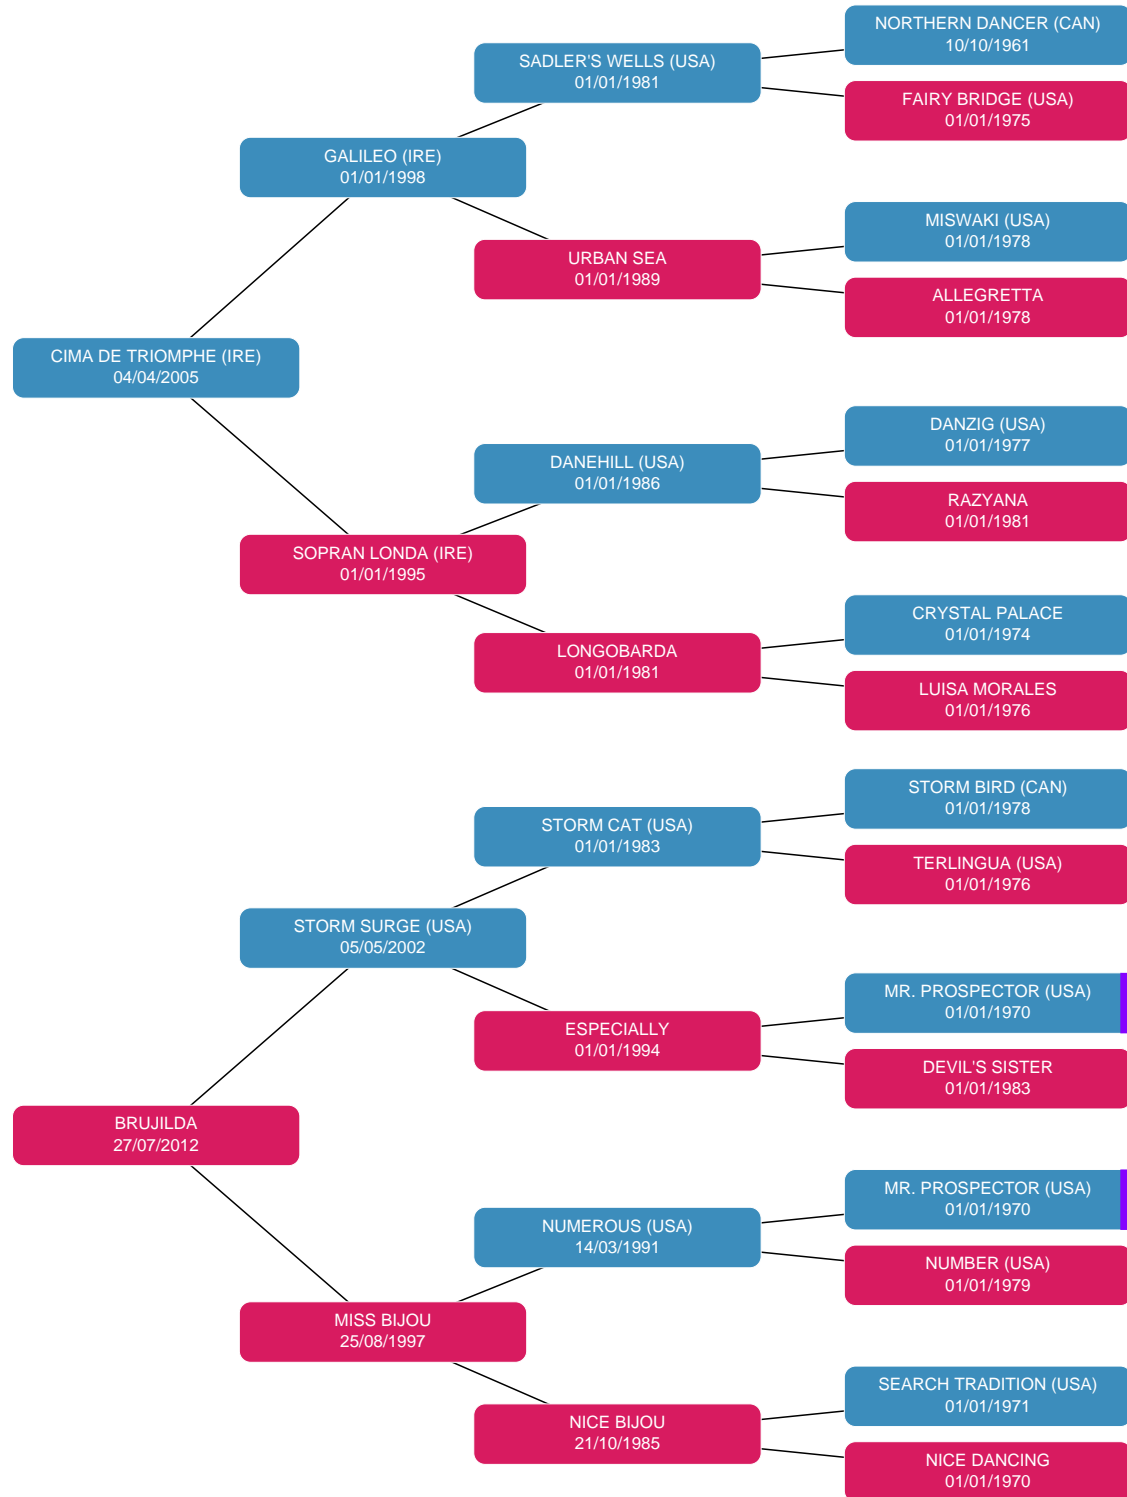 NORTHERN DANCER (CAN)
10/10/1961
SADLER'S WELLS (USA)
01/01/1981
FAIRY BRIDGE (USA)
01/01/1975
GALILEO (IRE)
01/01/1998
MISWAKI (USA)
01/01/1978
URBAN SEA
01/01/1989
ALLEGRETTA
01/01/1978
CIMA DE TRIOMPHE (IRE)
04/04/2005
DANZIG (USA)
01/01/1977
DANEHILL (USA)
01/01/1986
RAZYANA
01/01/1981
SOPRAN LONDA (IRE)
01/01/1995
CRYSTAL PALACE
01/01/1974
LONGOBARDA
01/01/1981
LUISA MORALES
01/01/1976
STORM BIRD (CAN)
01/01/1978
STORM CAT (USA)
01/01/1983
TERLINGUA (USA)
01/01/1976
STORM SURGE (USA)
05/05/2002
MR. PROSPECTOR (USA)
01/01/1970
ESPECIALLY
01/01/1994
DEVIL'S SISTER
01/01/1983
BRUJILDA
27/07/2012
MR. PROSPECTOR (USA)
01/01/1970
NUMEROUS (USA)
14/03/1991
NUMBER (USA)
01/01/1979
MISS BIJOU
25/08/1997
SEARCH TRADITION (USA)
01/01/1971
NICE BIJOU
21/10/1985
NICE DANCING
01/01/1970